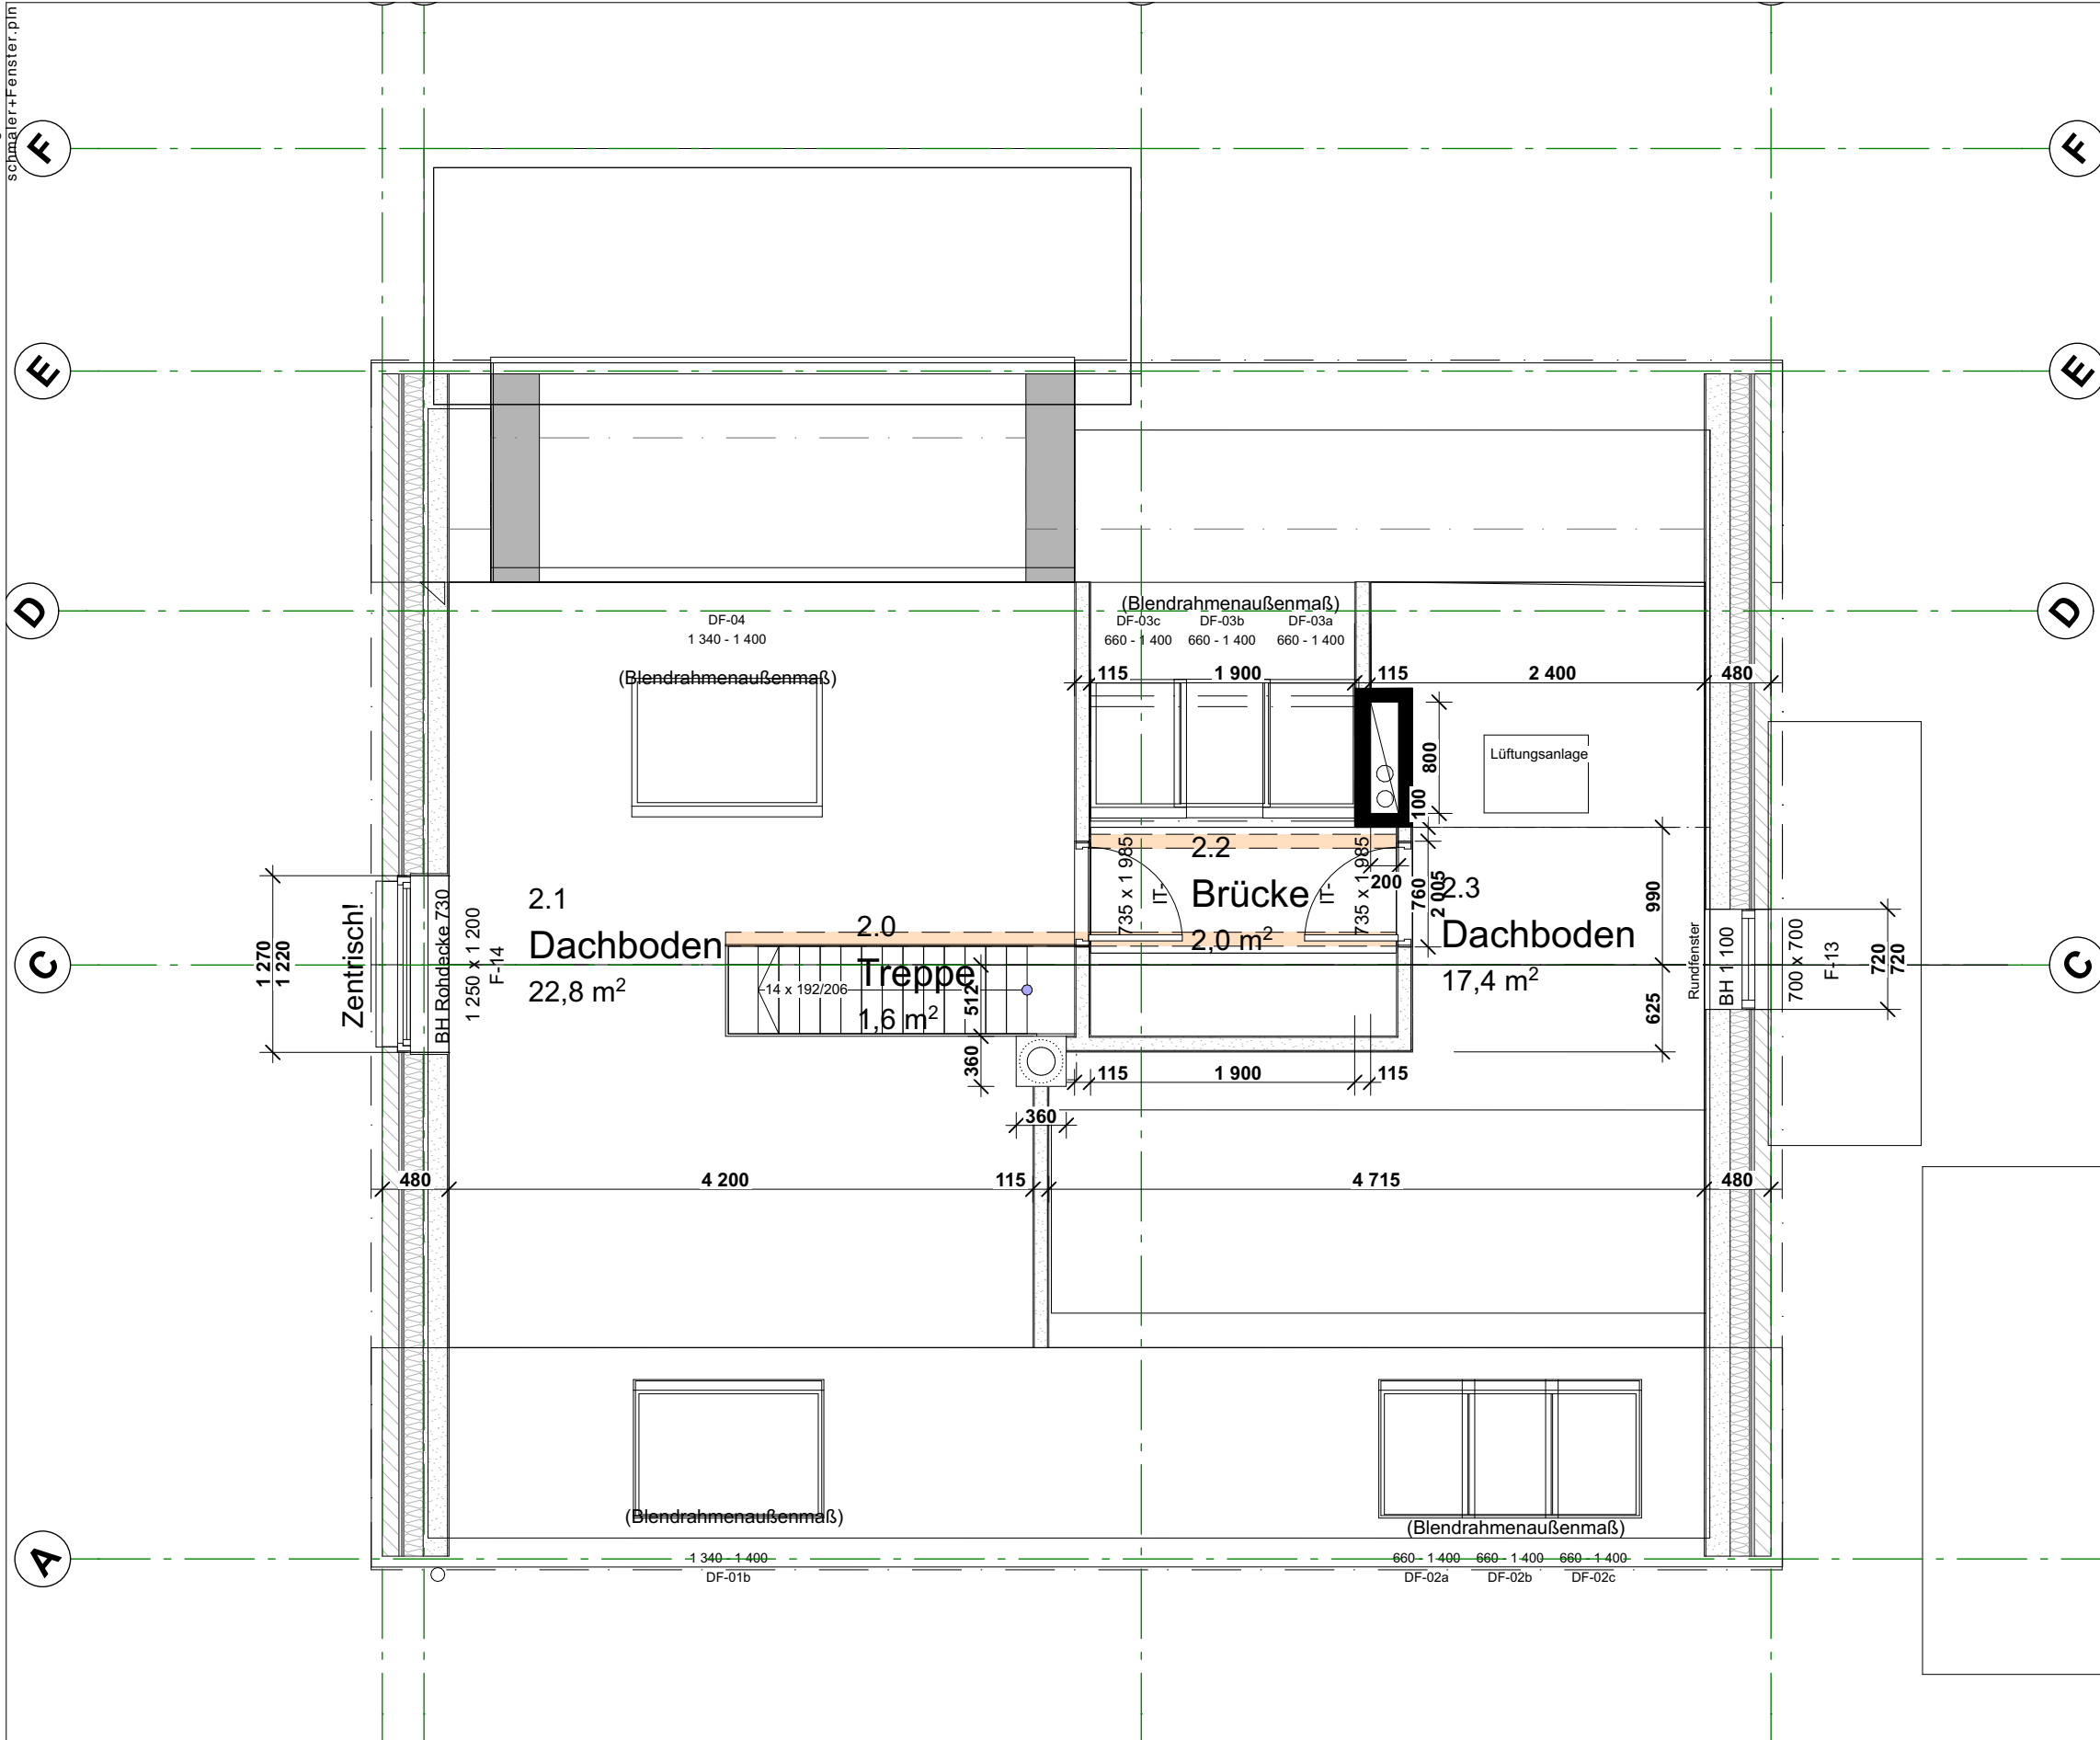 schmaler+Fenster.pln
F
F
E
E
D
D
(Blendrahmenaußenmaß)
DF-04
DF-03c DF-03b DF-03a
1 340 - 1 400
660 - 1 400 660 - 1 400 660 - 1 400
(Blendrahmenaußenmaß)
115 1 900 115 2 400 480
800
Lüftungsanlage
100
735 x 1 985
IT-
2.2
Brücke
2,0 m²
IT-
735 x 1 985
200
760
2 005
990
2.3
Dachboden
17,4 m²
625
Rundfenster
BH 1 100
700 x 700
F-13
720
720
C
C
1 270
1 220
Zentrisch!
BH Rohdecke 730
1 250 x 1 200
F-14
2.1
Dachboden
22,8 m²
2.0
Treppe
1,6 m²
14 x 192/206
512
360
115 1 900 115
360
480 4 200 115 4 715 480
(Blendrahmenaußenmaß)
(Blendrahmenaußenmaß)
A
1 340 - 1 400
660 - 1 400 660 - 1 400 660 - 1 400
DF-01b
DF-02a DF-02b DF-02c